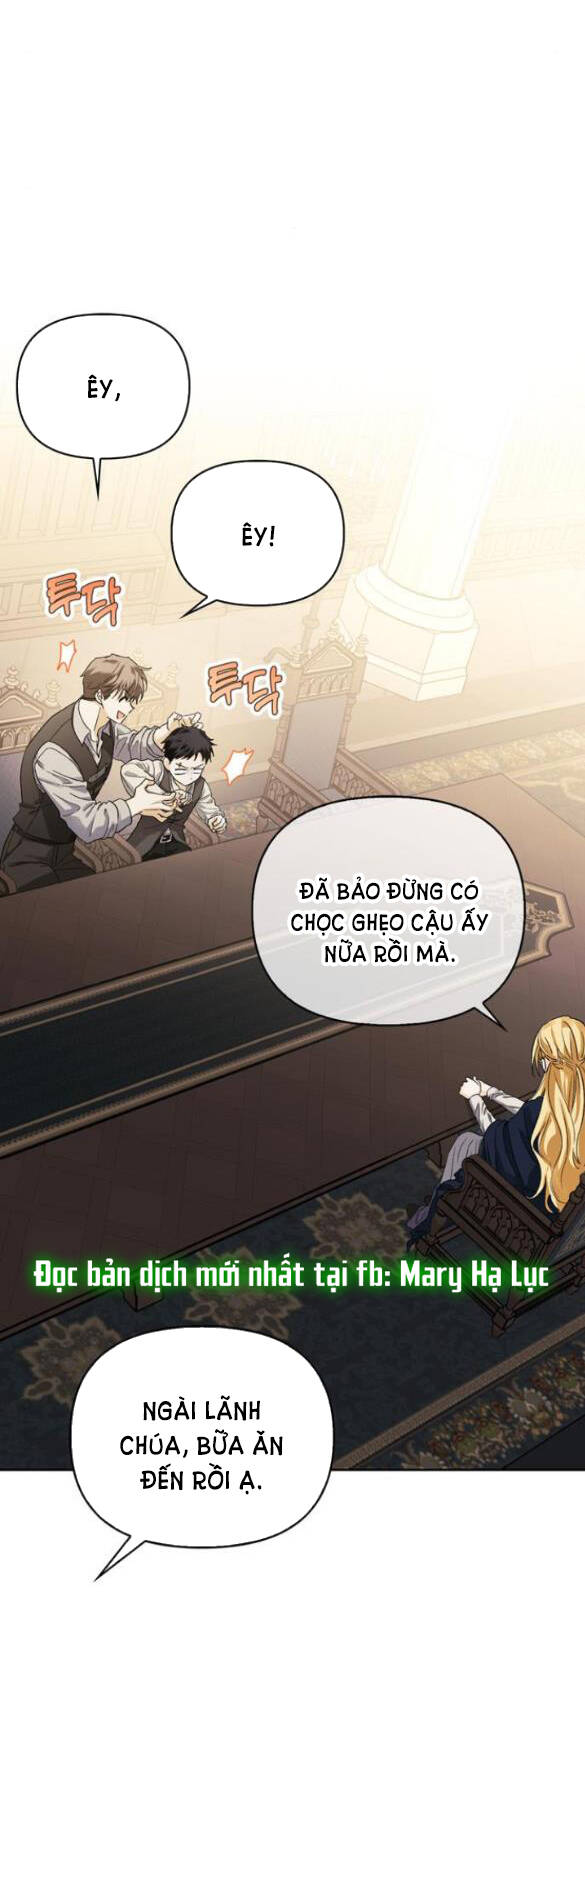 ÊY,
ÊY!
투닥
투닥
ĐÃ BẢO ĐỪNG CÓ
CHỌC GHẸO CẬU ẤY
NỮA RỒI MÀ.
Đọc bản dịch mới nhất tại fb: Mary Hạ Lục
NGÀI LÃNH
CHÚA, BỮA ĂN
ĐẾN RỒI Ạ.